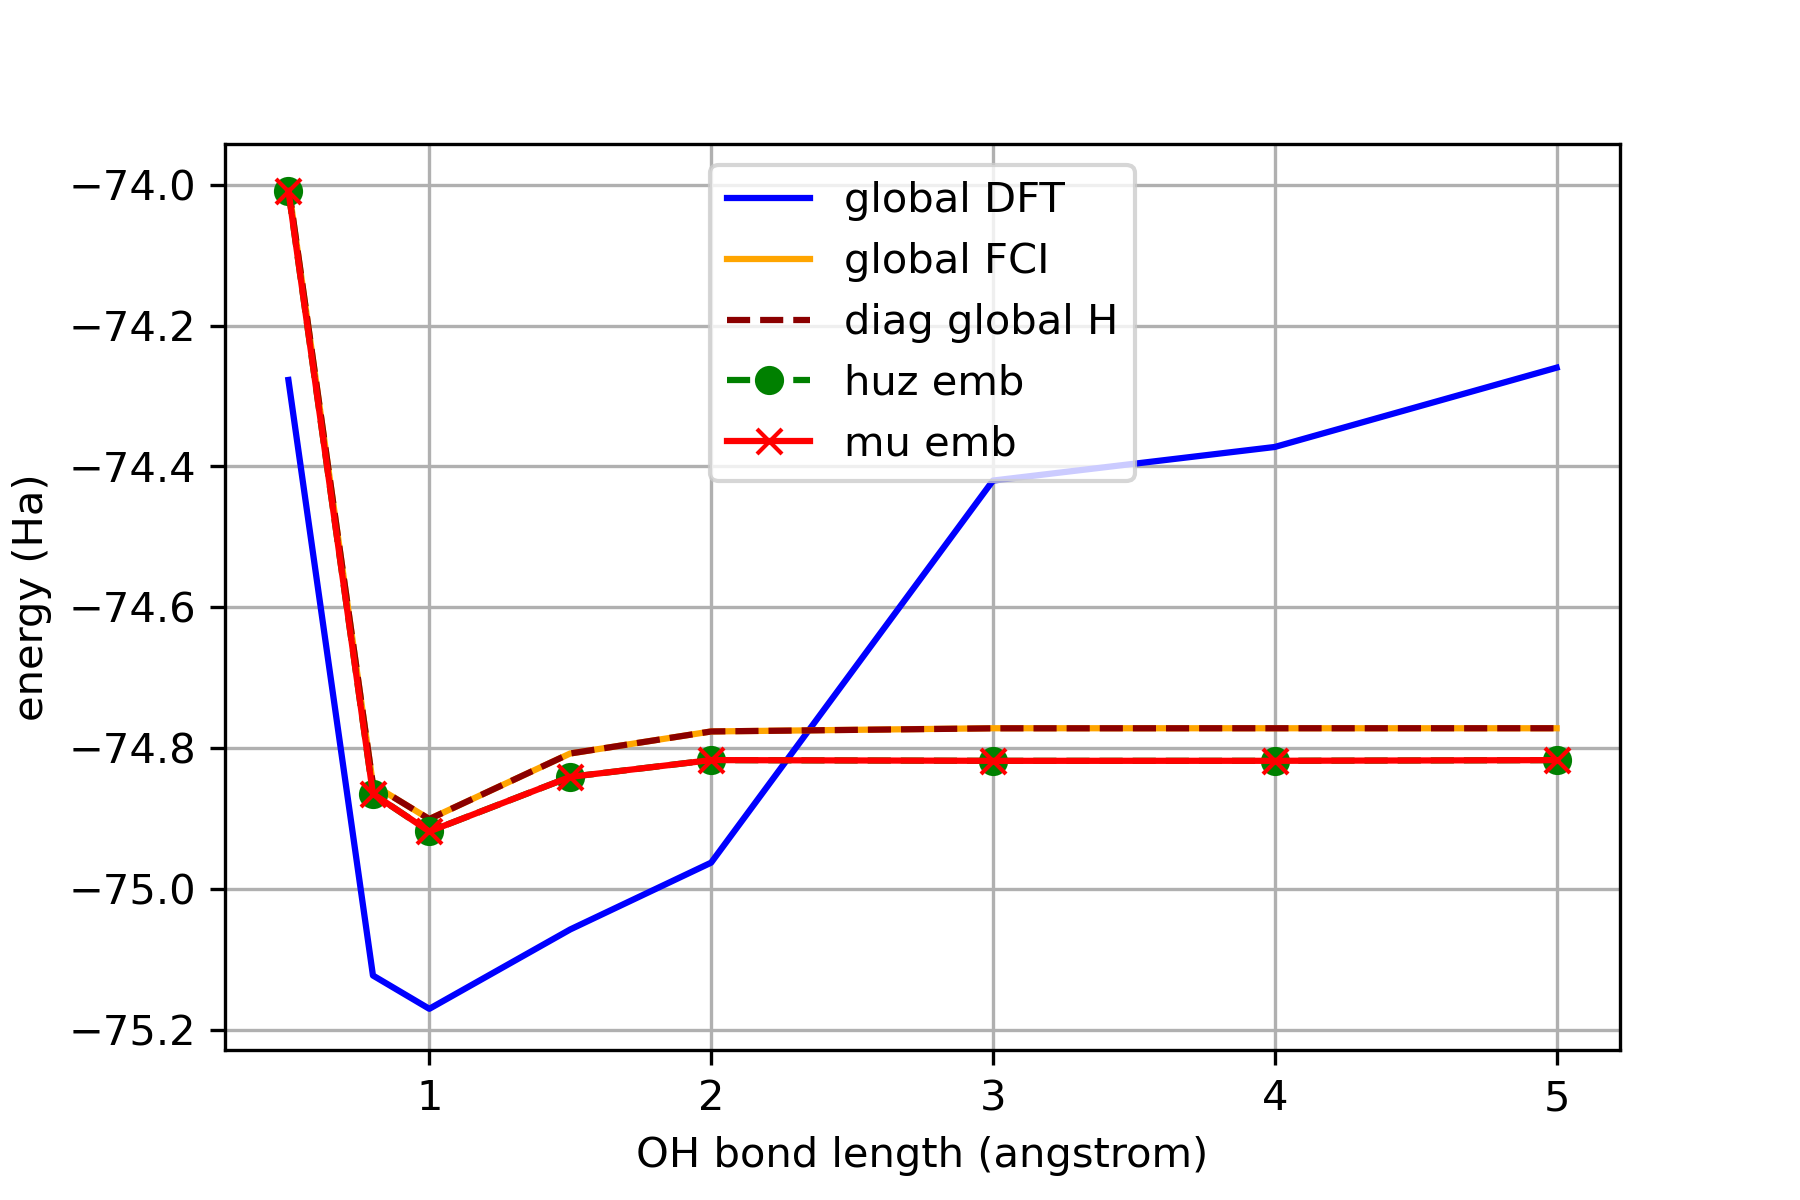 −74.0
−74.2
−74.4
−74.6
−74.8
−75.0
−75.2
energy (Ha)
global DFT
global FCI
diag global H
huz emb
mu emb
1 2 3 4 5
OH bond length (angstrom)